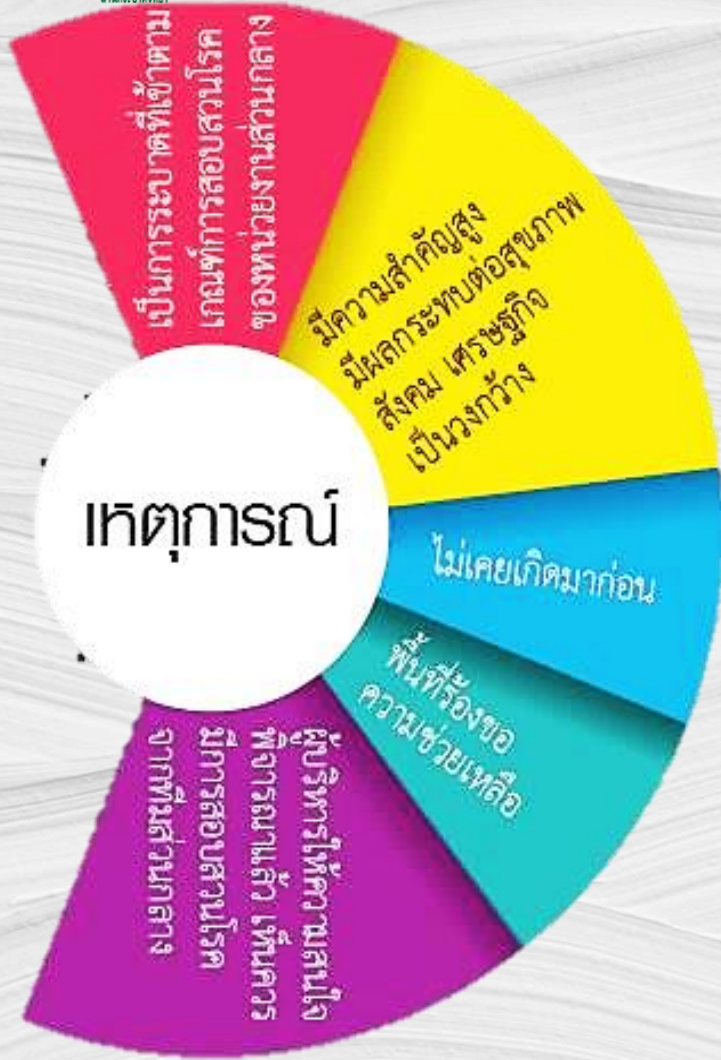 เป็นการระบาดที่เข้าตาม
เกณฑ์การสอบสวนโรค
ของหน่วยงานส่วนกลาง
มีความสำคัญสูง
มีผลกระทบต่อสุขภาพ
สังคม เศรษฐกิจ
เป็นวงกว้าง
เหตุการณ์
ไม่เคยเกิดมาก่อน
พื้นที่ร้องขอ
ความช่วยเหลือ
ผู้บริหารให้ความสนใจ
พิจารณาแล้ว เห็นควร
มีการสอบสวนโรค
จากทีมส่วนกลาง